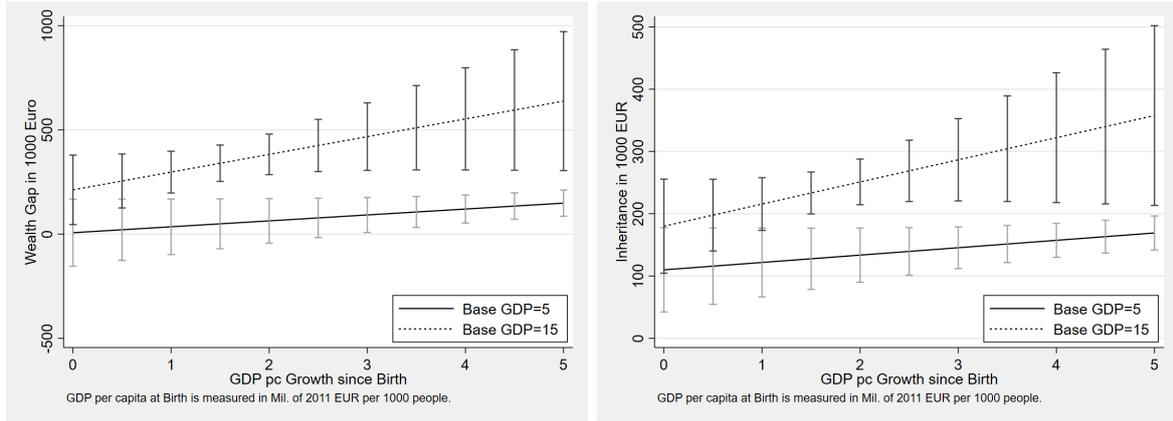 1000
500
0
-500
Wealth Gap in 1000 Euro
Base GDP=5
Base GDP=15
0 1 2 3 4 5
GDP pc Growth since Birth
GDP per capita at Birth is measured in Mil. of 2011 EUR per 1000 people.
500
400
300
200
100
0
Inheritance in 1000 EUR
Base GDP=5
Base GDP=15
0 1 2 3 4 5
GDP pc Growth since Birth
GDP per capita at Birth is measured in Mil. of 2011 EUR per 1000 people.